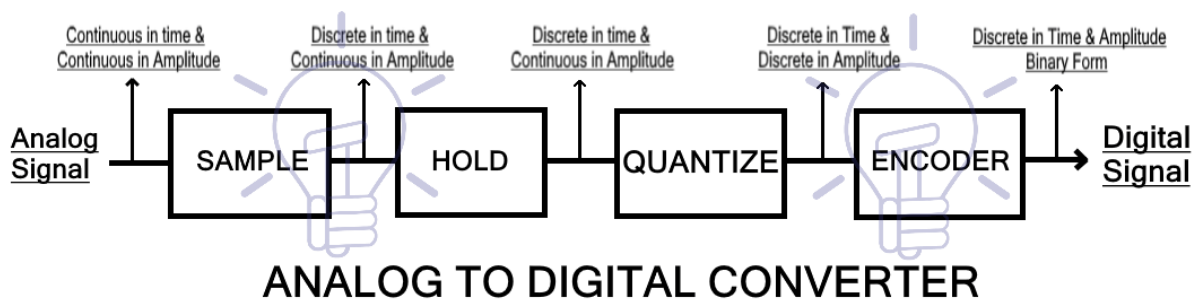 Continuous in time &
Continuous in Amplitude
Discrete in time &
Continuous in Amplitude
Discrete in time &
Continuous in Amplitude
Discrete in Time &
Discrete in Amplitude
Discrete in Time & Amplitude
Binary Form
Analog
Signal
SAMPLE
HOLD
QUANTIZE
ENCODER
Digital
Signal
ANALOG TO DIGITAL CONVERTER